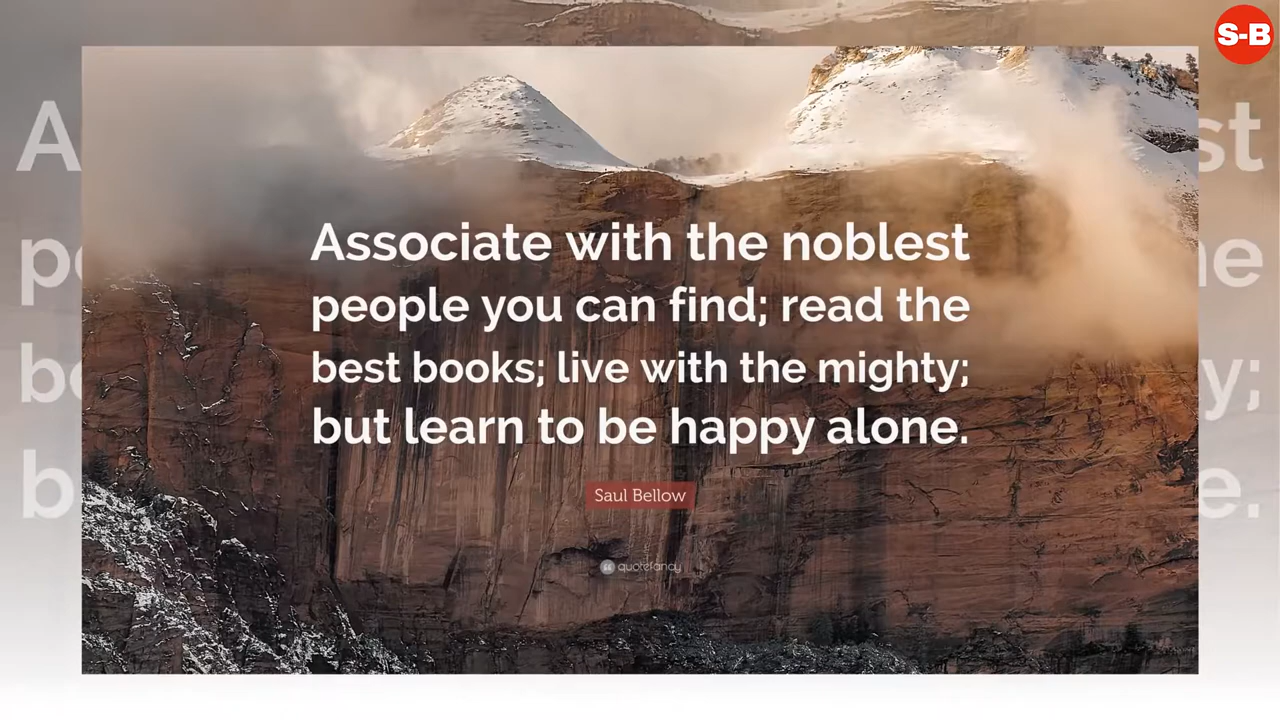 S-B
Associate with the noblest
people you can find; read the
best books; live with the mighty;
but learn to be happy alone.
Saul Bellow
quotefancy